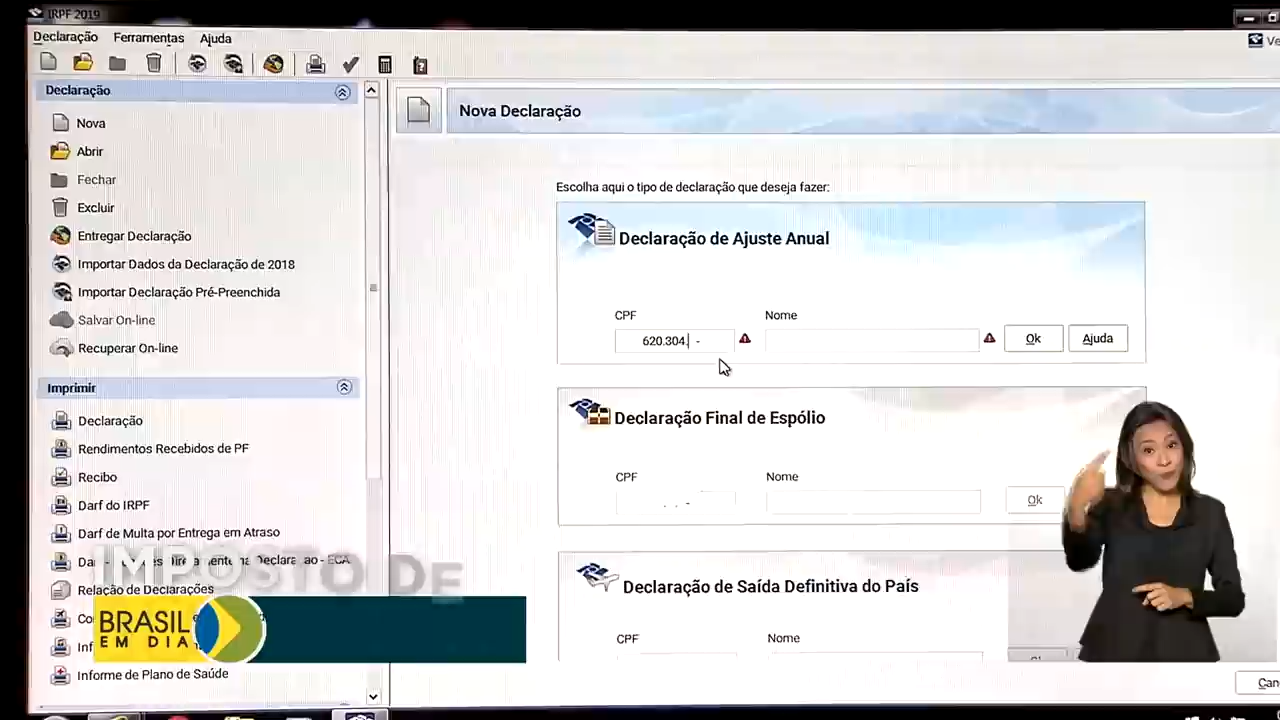 IRPF 2019
Declaração Ferramentas Ajuda
Ve
Declaração
Nova
Abrir
Fechar
Excluir
Entregar Declaração
Importar Dados da Declaração de 2018
Importar Declaração Pré-Preenchida
Salvar On-line
Recuperar On-line
Imprimir
Declaração
Rendimentos Recebidos de PF
Recibo
Darf do IRPF
Darf de Multa por Entrega em Atraso
Relação de Declarações
Informe de Plano de Saúde
Nova Declaração
Escolha aqui o tipo de declaração que deseja fazer:
Declaração de Ajuste Anual
CPF Nome
620.304. - Ok Ajuda
Declaração Final de Espólio
CPF Nome
. . - Ok
Declaração de Saída Definitiva do País
CPF Nome
Can
IMPOSTO DE
BRASIL
EM DIA